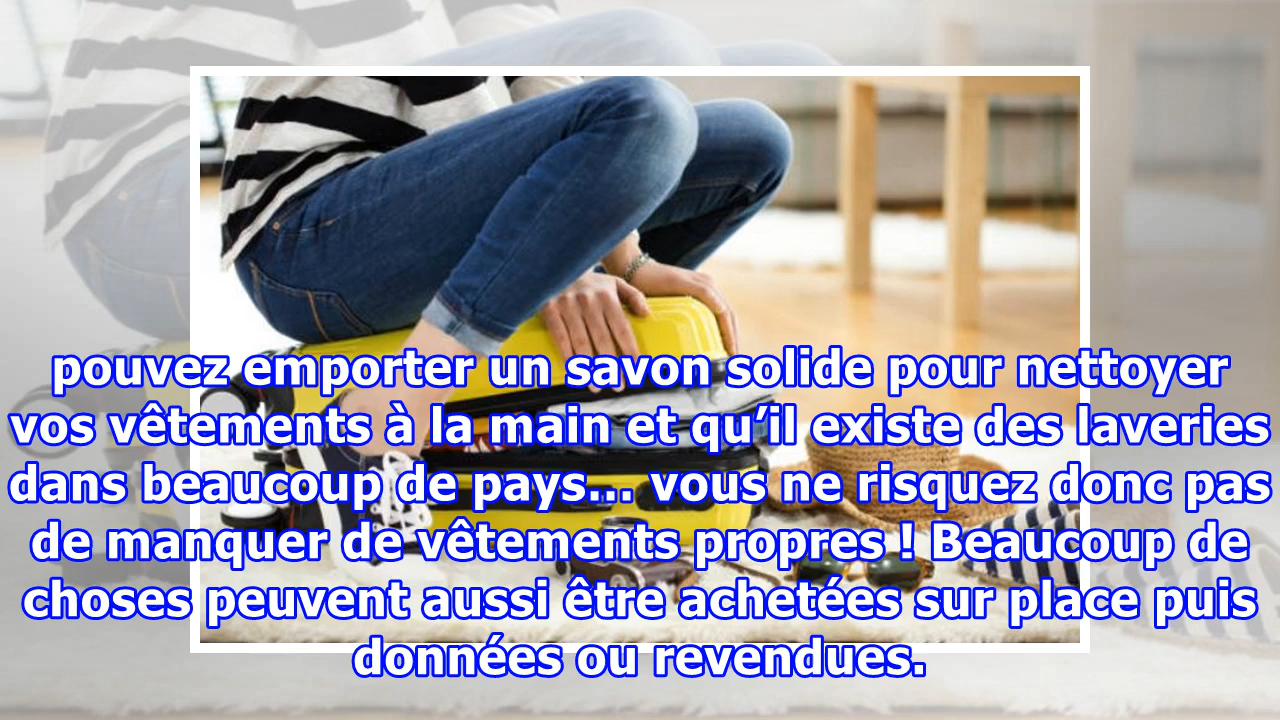 pouvez emporter un savon solide pour nettoyer
vos vêtements à la main et qu’il existe des laveries
dans beaucoup de pays... vous ne risquez donc pas
de manquer de vêtements propres ! Beaucoup de
choses peuvent aussi être achetées sur place puis
données ou revendues.